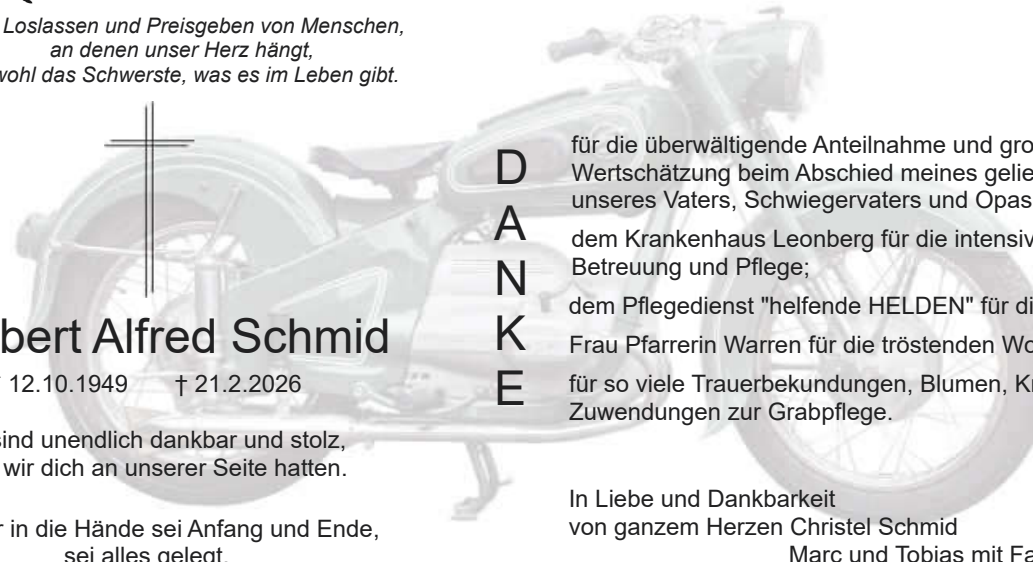 Loslassen und Preisgeben von Menschen,
an denen unser Herz hängt,
wohl das Schwerste, was es im Leben gibt.
bert Alfred Schmid
12.10.1949 † 21.2.2026
sind unendlich dankbar und stolz,
wir dich an unserer Seite hatten.
r in die Hände sei Anfang und Ende,
sei alles gelegt.
DANKE
für die überwältigende Anteilnahme und gro
Wertschätzung beim Abschied meines gelie
unseres Vaters, Schwiegervaters und Opas
dem Krankenhaus Leonberg für die intensiv
Betreuung und Pflege;
dem Pflegedienst "helfende HELDEN" für di
Frau Pfarrerin Warren für die tröstenden Wo
für so viele Trauerbekundungen, Blumen, Kr
Zuwendungen zur Grabpflege.
In Liebe und Dankbarkeit
von ganzem Herzen Christel Schmid
Marc und Tobias mit Fa